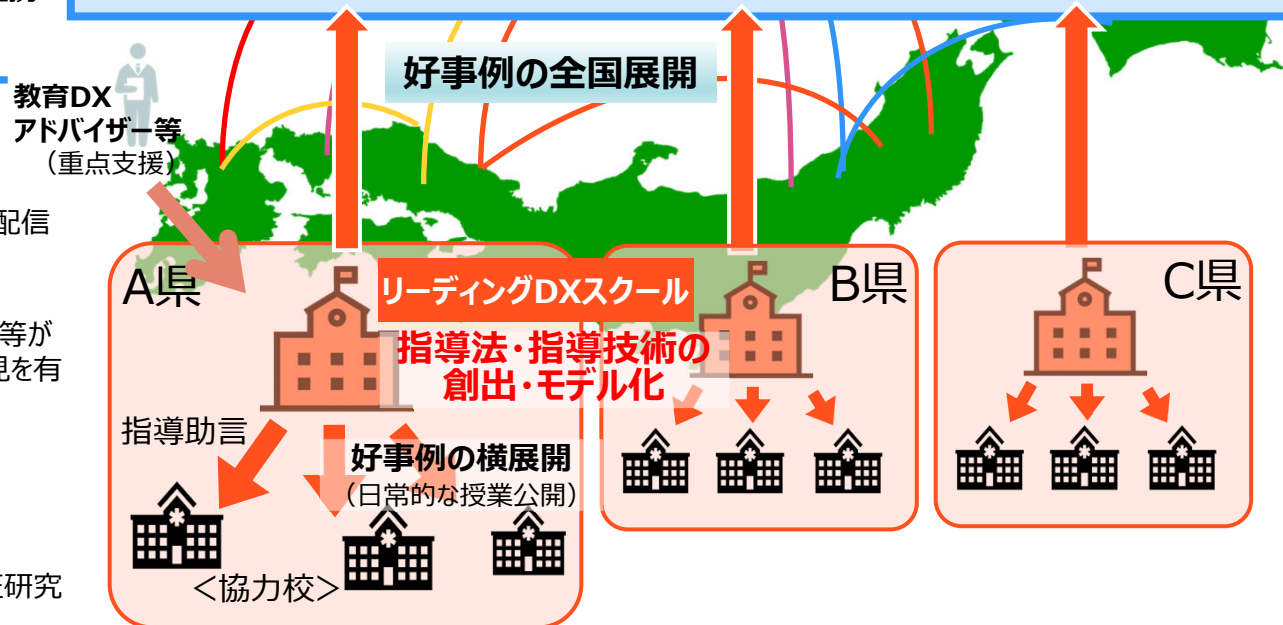 好事例の全国展開
教育DX
アドバイザー等
（重点支援）
配信
等が
見を有
A県
リーディングDXスクール
指導法・指導技術の
創出・モデル化
指導助言
好事例の横展開
（日常的な授業公開）
＜協力校＞
B県
C県
研究